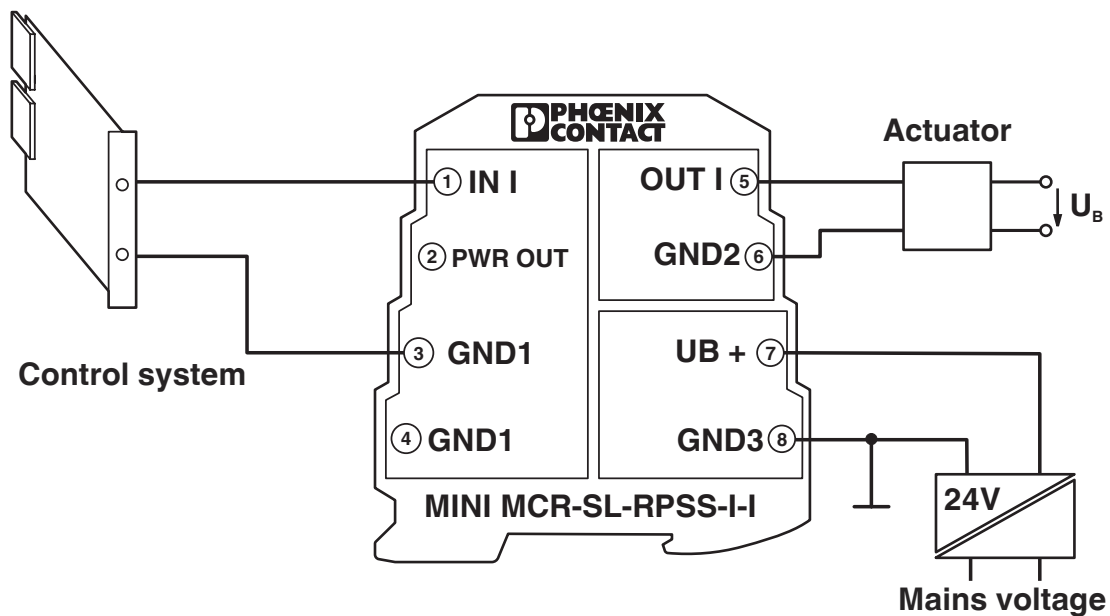 PHŒNIX
CONTACT
Actuator
1 IN I
OUT I 5
U_B
2 PWR OUT
GND2 6
3 GND1
UB + 7
Control system
4 GND1
GND3 8
MINI MCR-SL-RPSS-I-I
24V
Mains voltage